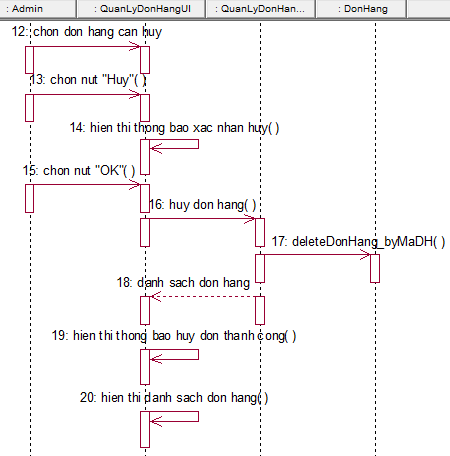 : Admin : QuanLyDonHangUI : QuanLyDonHan... : DonHang
12: chon don hang can huy
13: chon nut "Huy"( )
14: hien thi thong bao xac nhan huy( )
15: chon nut "OK"( )
16: huy don hang( )
17: deleteDonHang_byMaDH( )
18: danh sach don hang
19: hien thi thong bao huy don thanh cong( )
20: hien thi danh sach don hang( )